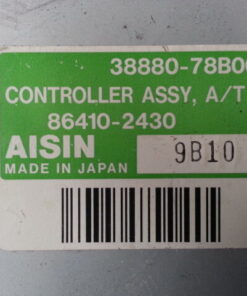 38880-78B0
CONTROLLER ASSY, A/T
86410-2430
AISIN 9B10
MADE IN JAPAN